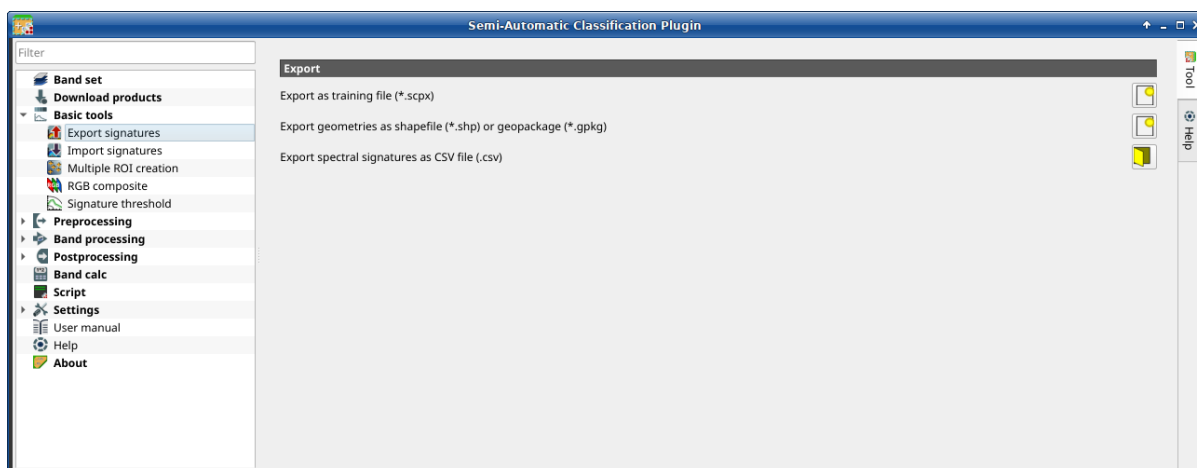 Semi-Automatic Classification Plugin
Filter
Band set
Download products
Basic tools
Export signatures
Import signatures
Multiple ROI creation
RGB composite
Signature threshold
Preprocessing
Band processing
Postprocessing
Band calc
Script
Settings
User manual
Help
About
Export
Export as training file (*.scpx)
Export geometries as shapefile (*.shp) or geopackage (*.gpkg)
Export spectral signatures as CSV file (.csv)
Tool
Help